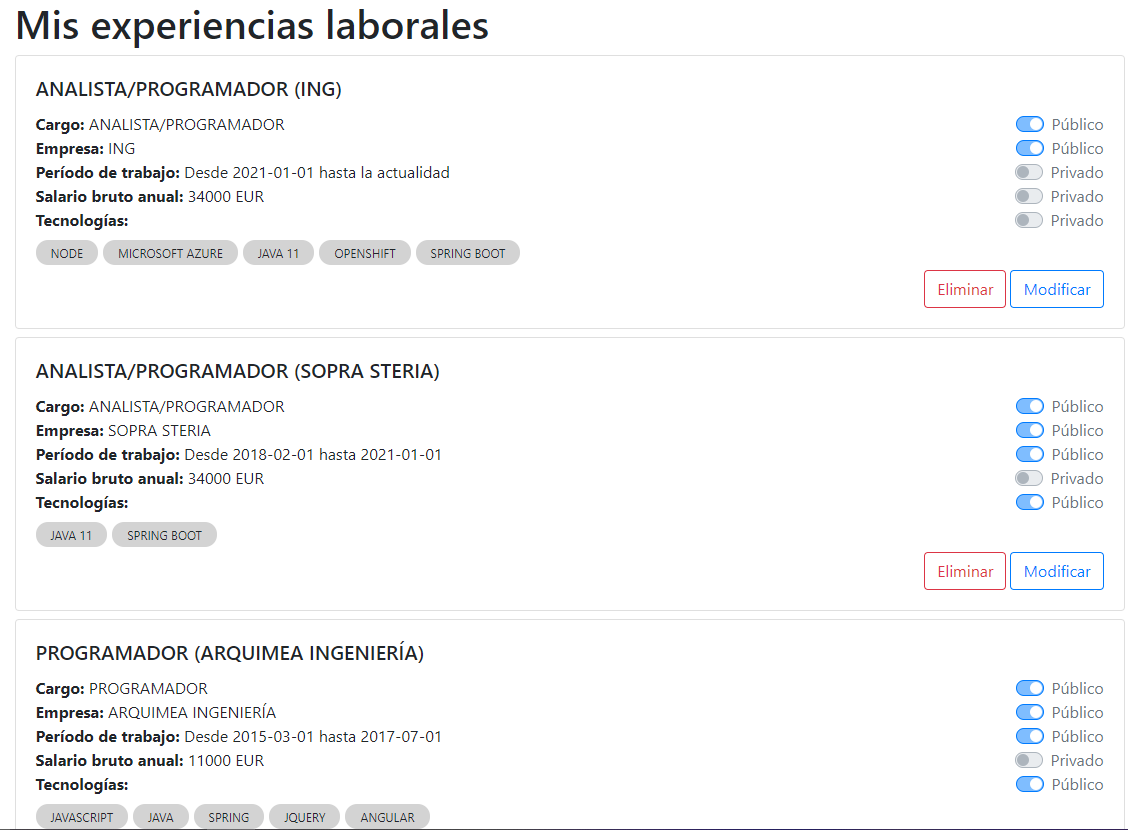 Mis experiencias laborales
ANALISTA/PROGRAMADOR (ING)
Cargo: ANALISTA/PROGRAMADOR Público
Empresa: ING Público
Período de trabajo: Desde 2021-01-01 hasta la actualidad Privado
Salario bruto anual: 34000 EUR Privado
Tecnologías: Privado
NODE MICROSOFT AZURE JAVA 11 OPENSHIFT SPRING BOOT
Eliminar Modificar
ANALISTA/PROGRAMADOR (SOPRA STERIA)
Cargo: ANALISTA/PROGRAMADOR Público
Empresa: SOPRA STERIA Público
Período de trabajo: Desde 2018-02-01 hasta 2021-01-01 Público
Salario bruto anual: 34000 EUR Privado
Tecnologías: Público
JAVA 11 SPRING BOOT
Eliminar Modificar
PROGRAMADOR (ARQUIMEA INGENIERÍA)
Cargo: PROGRAMADOR Público
Empresa: ARQUIMEA INGENIERÍA Público
Período de trabajo: Desde 2015-03-01 hasta 2017-07-01 Público
Salario bruto anual: 11000 EUR Privado
Tecnologías: Público
JAVASCRIPT JAVA SPRING JQUERY ANGULAR